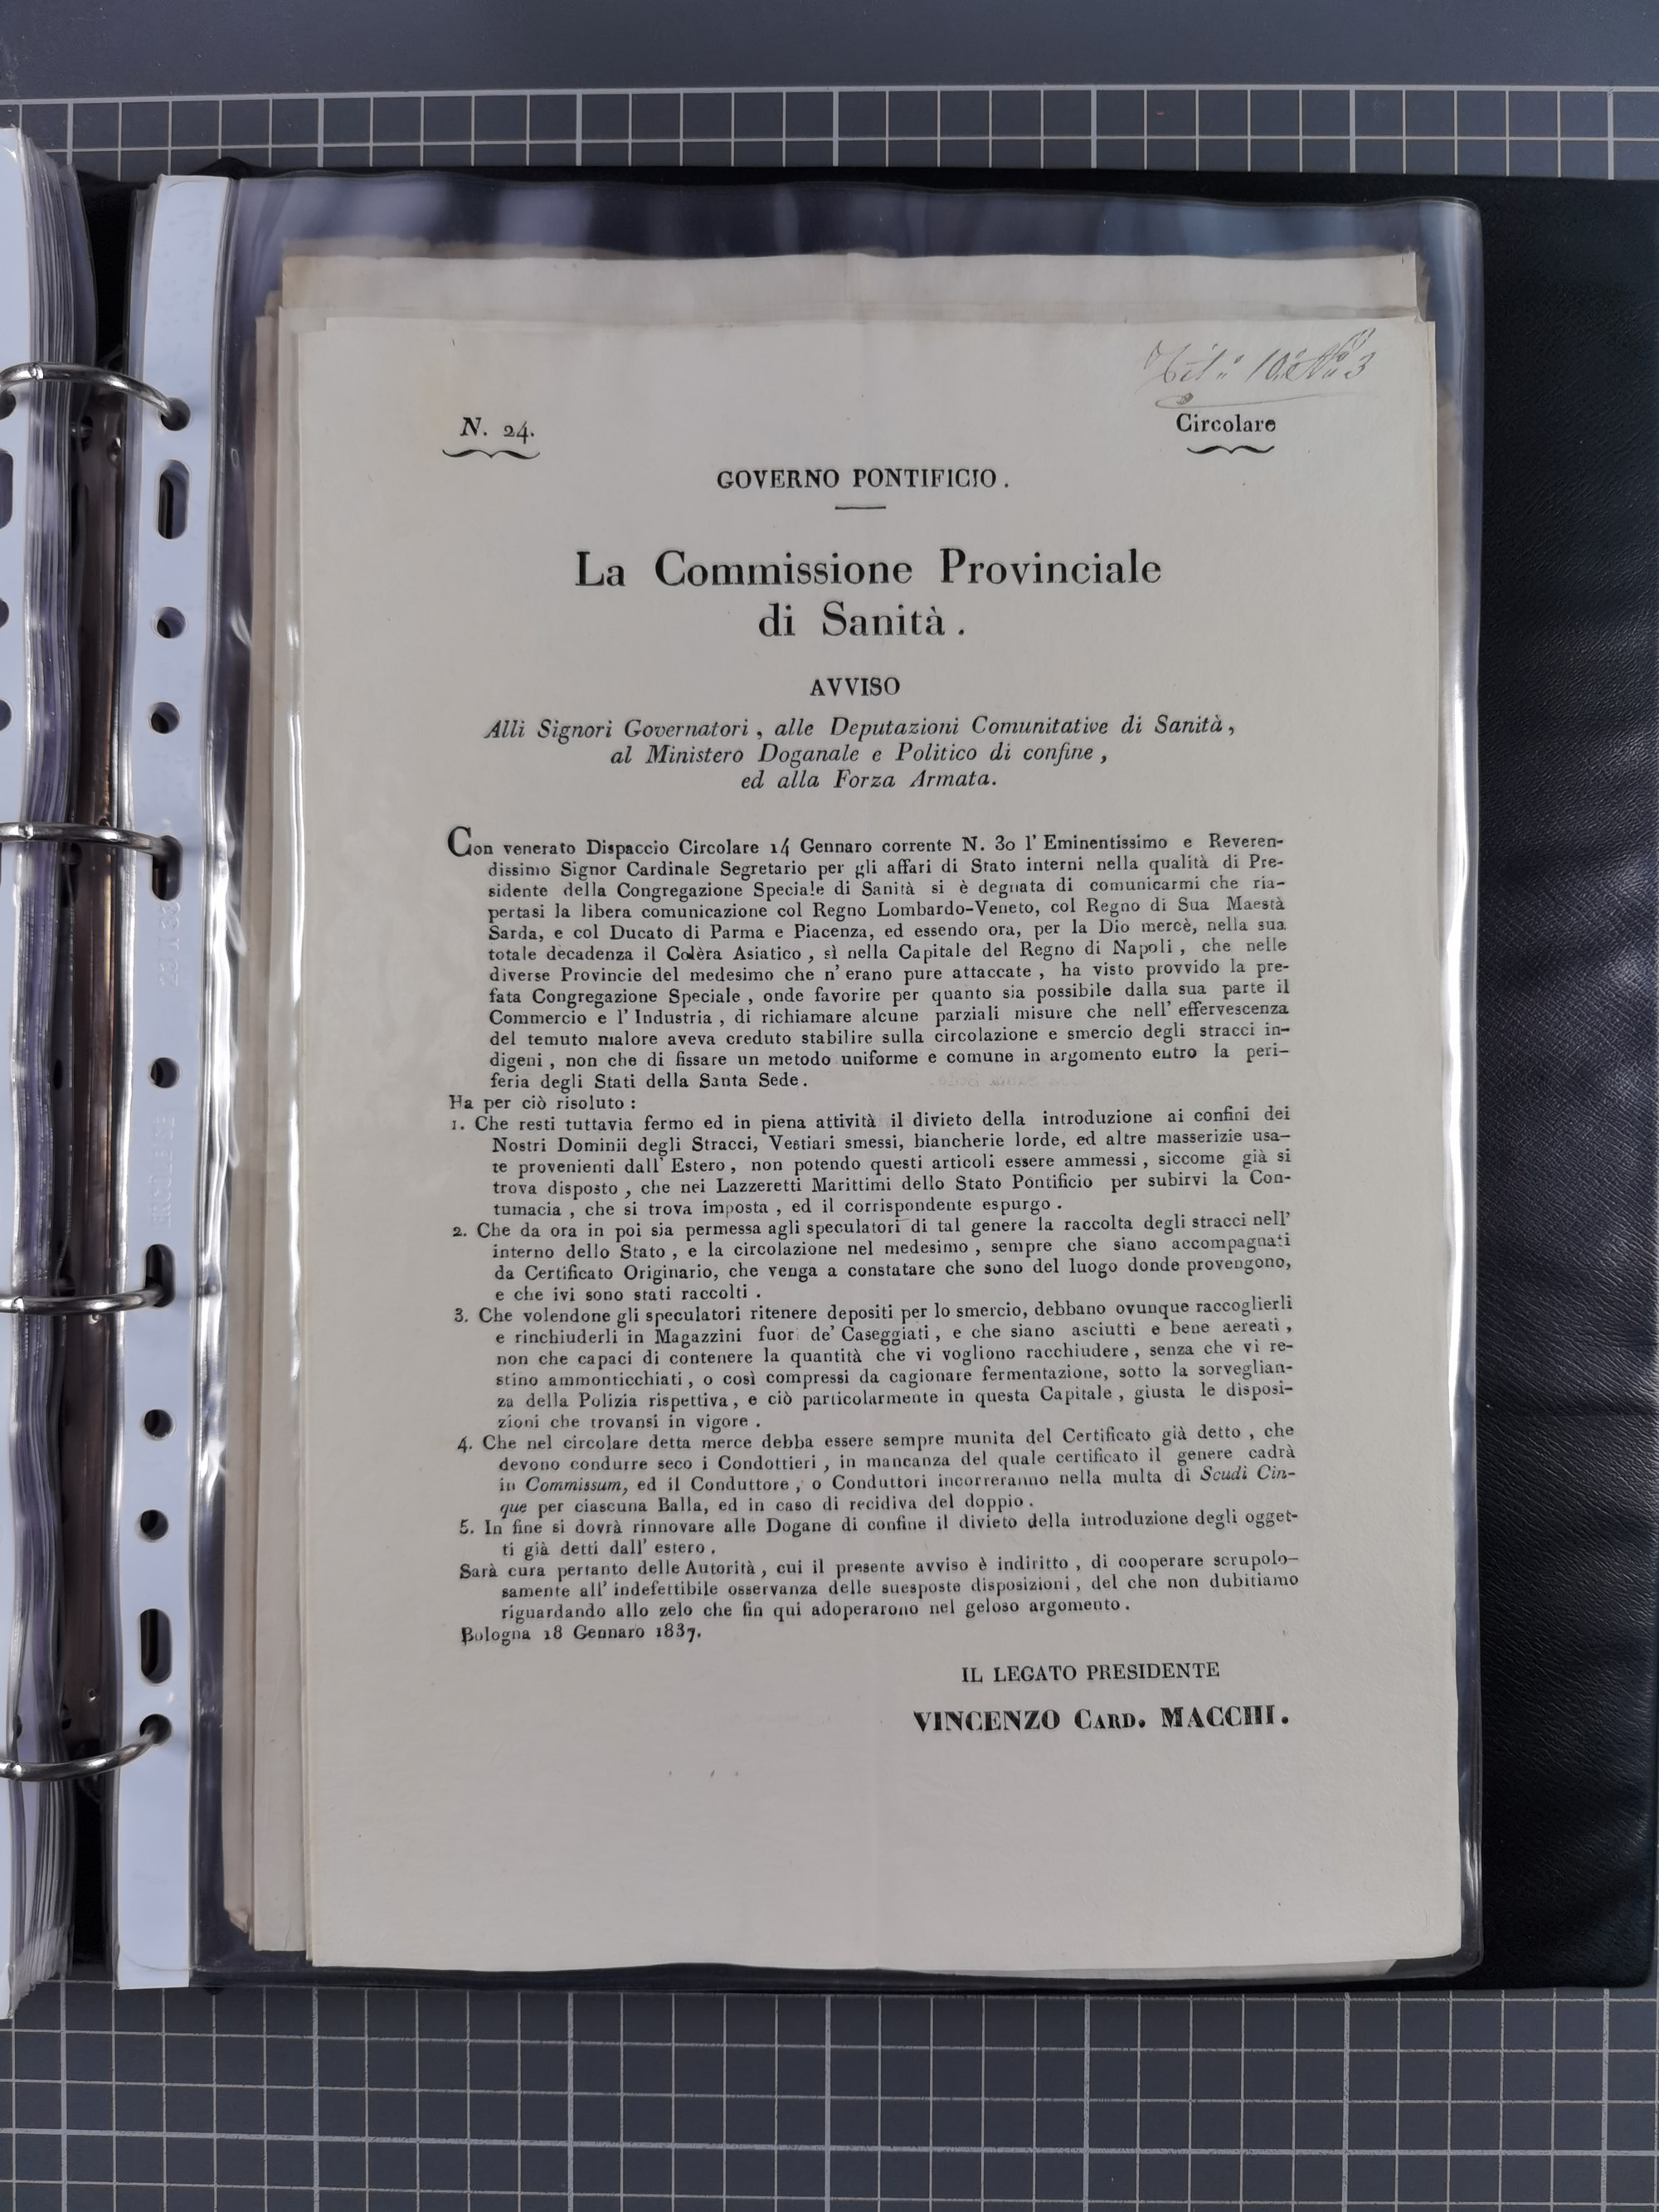 Tit.° 10. N.° 3
N. 24.
Circolare
GOVERNO PONTIFICIO.
La Commissione Provinciale
di Sanità.
AVVISO
Alli Signori Governatori, alle Deputazioni Comunitative di Sanità,
al Ministero Doganale e Politico di confine,
ed alla Forza Armata.
Con venerato Dispaccio Circolare 14 Gennaro corrente N. 30 l' Eminentissimo e Reveren-
dissimo Signor Cardinale Segretario per gli affari di Stato interni nella qualità di Pre-
sidente della Congregazione Speciale di Sanità si è degnata di comunicarmi che ria-
pertasi la libera comunicazione col Regno Lombardo-Veneto, col Regno di Sua Maestà
Sarda, e col Ducato di Parma e Piacenza, ed essendo ora, per la Dio mercè, nella sua
totale decadenza il Colèra Asiatico, sì nella Capitale del Regno di Napoli, che nelle
diverse Provincie del medesimo che n' erano pure attaccate, ha visto provvido la pre-
fata Congregazione Speciale, onde favorire per quanto sia possibile dalla sua parte il
Commercio e l' Industria, di richiamare alcune parziali misure che nell' effervescenza
del temuto malore aveva creduto stabilire sulla circolazione e smercio degli stracci in-
digeni, non che di fissare un metodo uniforme e comune in argomento entro la peri-
feria degli Stati della Santa Sede.
Ha per ciò risoluto:
1. Che resti tuttavia fermo ed in piena attività il divieto della introduzione ai confini dei
Nostri Dominii degli Stracci, Vestiari smessi, biancherie lorde, ed altre masserizie usa-
te provenienti dall' Estero, non potendo questi articoli essere ammessi, siccome già si
trova disposto, che nei Lazzeretti Marittimi dello Stato Pontificio per subirvi la Con-
tumacia, che si trova imposta, ed il corrispondente espurgo.
2. Che da ora in poi sia permessa agli speculatori di tal genere la raccolta degli stracci nell'
interno dello Stato, e la circolazione nel medesimo, sempre che siano accompagnati
da Certificato Originario, che venga a constatare che sono del luogo donde provengono,
e che ivi sono stati raccolti.
3. Che volendone gli speculatori ritenere depositi per lo smercio, debbano ovunque raccoglierli
e rinchiuderli in Magazzini fuori de' Caseggiati, e che siano asciutti e bene aereati,
non che capaci di contenere la quantità che vi vogliono racchiudere, senza che vi re-
stino ammonticchiati, o così compressi da cagionare fermentazione, sotto la sorveglian-
za della Polizia rispettiva, e ciò particolarmente in questa Capitale, giusta le disposi-
zioni che trovansi in vigore.
4. Che nel circolare detta merce debba essere sempre munita del Certificato già detto, che
devono condurre seco i Condottieri, in mancanza del quale certificato il genere cadrà
in Commissum, ed il Conduttore, o Conduttori incorreranno nella multa di Scudi Cin-
que per ciascuna Balla, ed in caso di recidiva del doppio.
5. In fine si dovrà rinnovare alle Dogane di confine il divieto della introduzione degli ogget-
ti già detti dall' estero.
Sarà cura pertanto delle Autorità, cui il presente avviso è indiritto, di cooperare scrupolo-
samente all' indefettibile osservanza delle suesposte disposizioni, del che non dubitiamo
riguardando allo zelo che fin qui adoperarono nel geloso argomento.
Bologna 18 Gennaro 1837.
IL LEGATO PRESIDENTE
VINCENZO CARD. MACCHI.